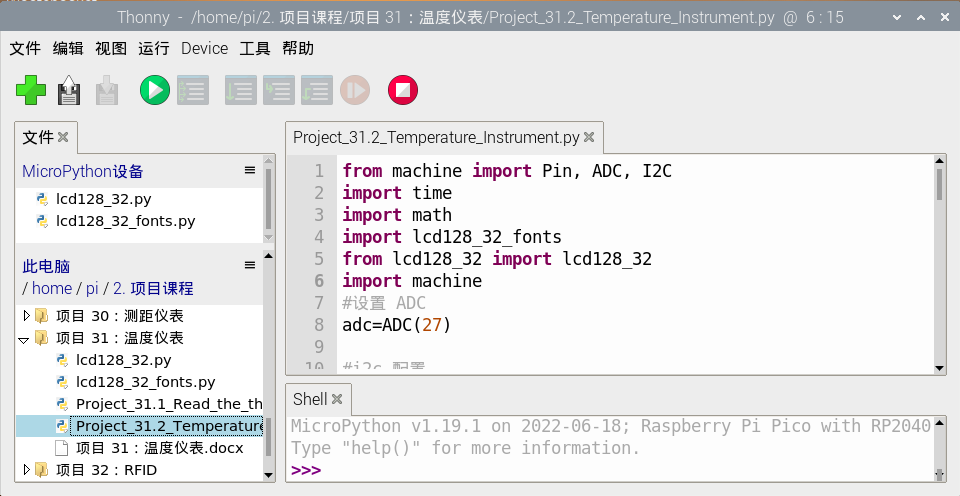 Thonny - /home/pi/2. 项目课程/项目 31：温度仪表/Project_31.2_Temperature_Instrument.py @ 6 : 15
文件 编辑 视图 运行 Device 工具 帮助
文件
MicroPython设备
lcd128_32.py
lcd128_32_fonts.py
此电脑
/ home / pi / 2. 项目课程
项目 30：测距仪表
项目 31：温度仪表
lcd128_32.py
lcd128_32_fonts.py
Project_31.1_Read_the_th
Project_31.2_Temperature
项目 31：温度仪表.docx
项目 32：RFID
Project_31.2_Temperature_Instrument.py
1 from machine import Pin, ADC, I2C
2 import time
3 import math
4 import lcd128_32_fonts
5 from lcd128_32 import lcd128_32
6 import machine
7 #设置 ADC
8 adc=ADC(27)
9
10 #i2c 配置
Shell
MicroPython v1.19.1 on 2022-06-18; Raspberry Pi Pico with RP2040
Type "help()" for more information.
>>>